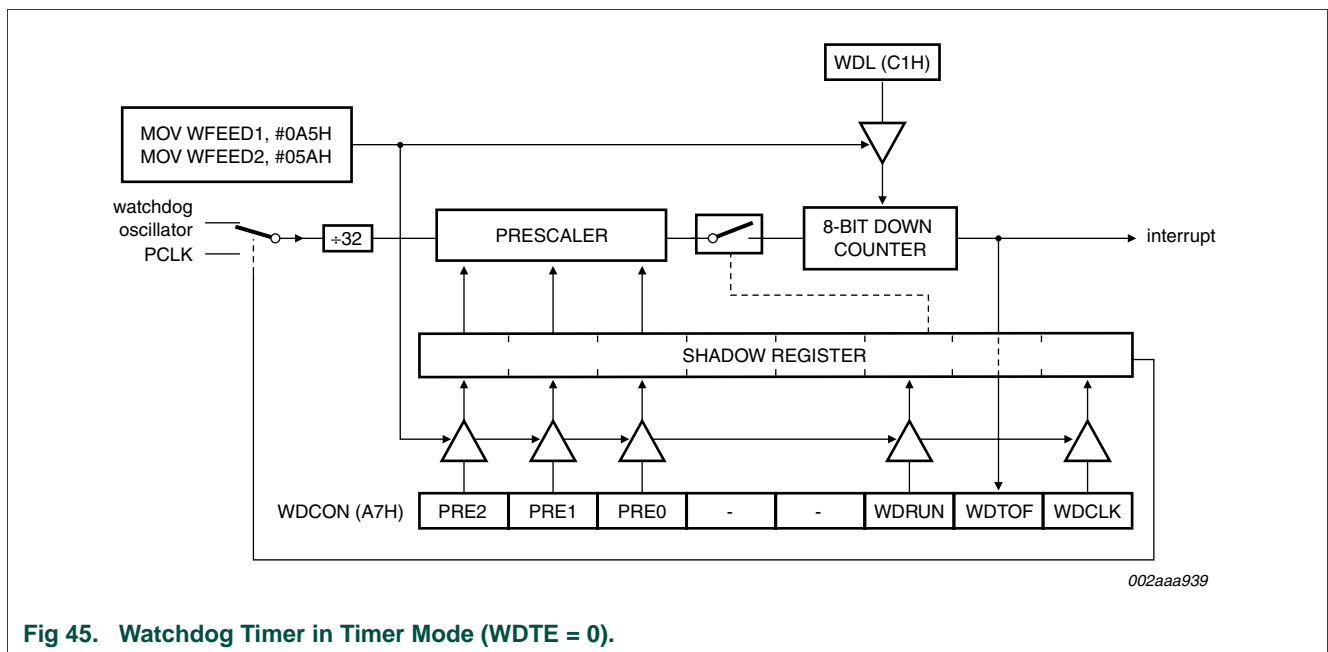 WDL (C1H)
MOV WFEED1, #0A5H
MOV WFEED2, #05AH
watchdog
oscillator
PCLK
÷32
PRESCALER
8-BIT DOWN
COUNTER
interrupt
SHADOW REGISTER
WDCON (A7H)
PRE2
PRE1
PRE0
-
-
WDRUN
WDTOF
WDCLK
002aaa939
Fig 45. Watchdog Timer in Timer Mode (WDTE = 0).